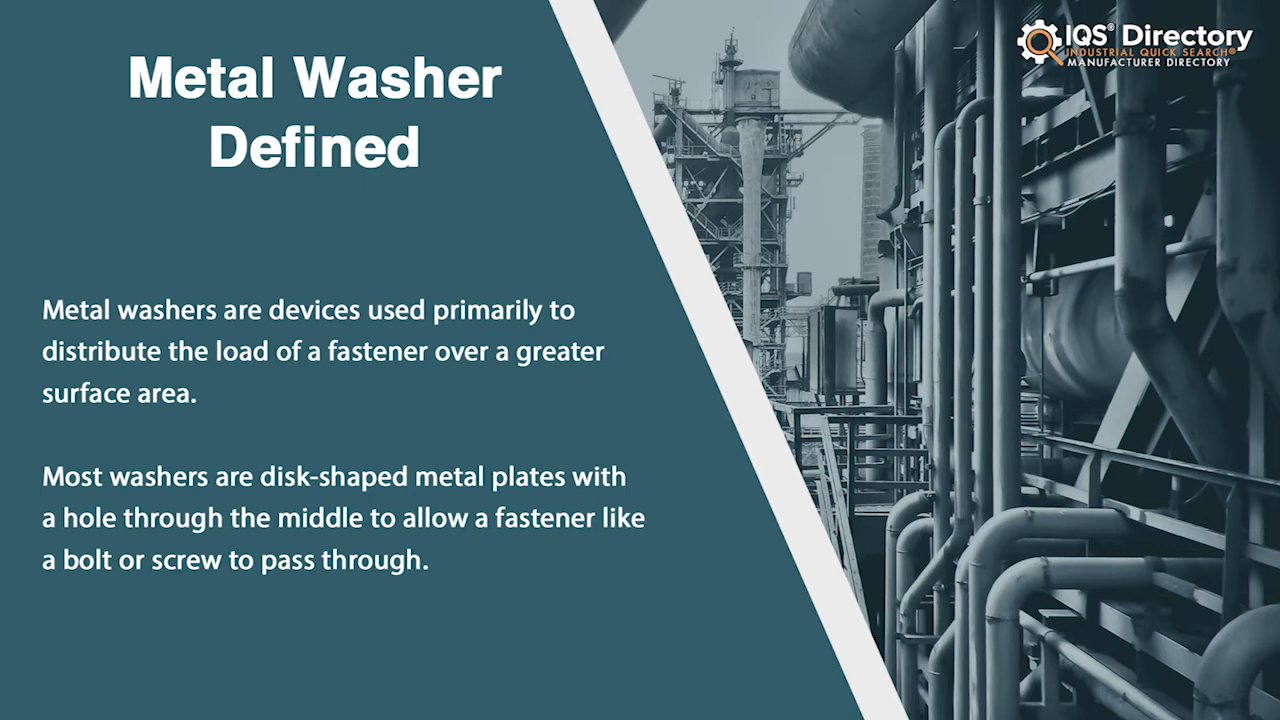 Metal Washer
Defined
IQS® Directory
INDUSTRIAL QUICK SEARCH®
MANUFACTURER DIRECTORY
Metal washers are devices used primarily to
distribute the load of a fastener over a greater
surface area.
Most washers are disk-shaped metal plates with
a hole through the middle to allow a fastener like
a bolt or screw to pass through.